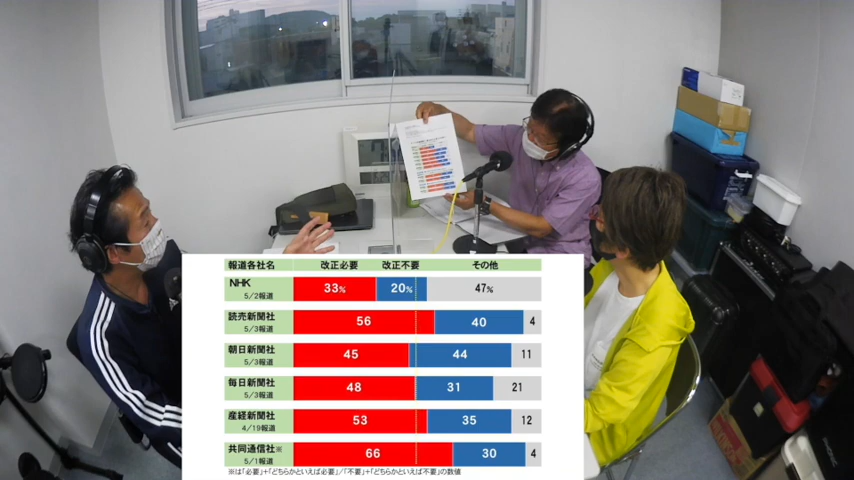 報道各社名 改正必要 改正不要 その他
NHK 33% 20% 47%
5/2報道
読売新聞社 56 40 4
5/3報道
朝日新聞社 45 44 11
5/3報道
毎日新聞社 48 31 21
5/3報道
産経新聞社 53 35 12
4/19報道
共同通信社※ 66 30 4
5/1報道
※は「必要」+「どちらかといえば必要」/「不要」+「どちらかといえば不要」の数値